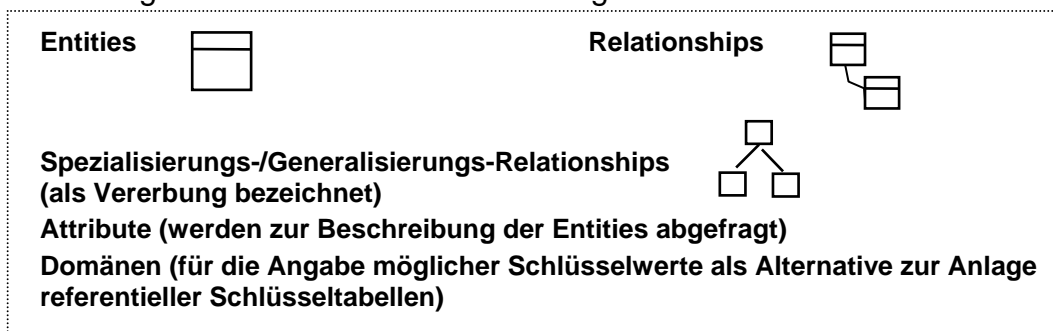 Entities Relationships
Spezialisierungs-/Generalisierungs-Relationships
(als Vererbung bezeichnet)
Attribute (werden zur Beschreibung der Entities abgefragt)
Domänen (für die Angabe möglicher Schlüsselwerte als Alternative zur Anlage
referentieller Schlüsseltabellen)